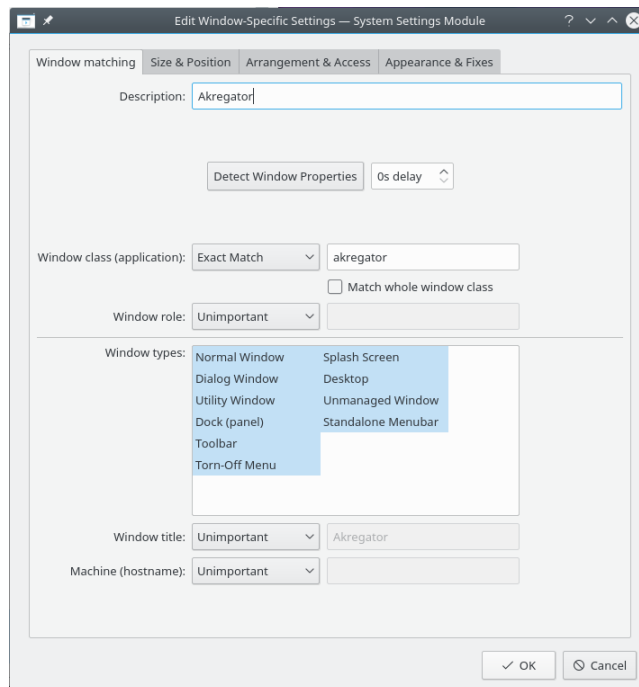 Edit Window-Specific Settings — System Settings Module
Window matching Size & Position Arrangement & Access Appearance & Fixes
Description: Akregator
Detect Window Properties 0s delay
Window class (application): Exact Match akregator
Match whole window class
Window role: Unimportant
Window types: Normal Window Splash Screen
Dialog Window Desktop
Utility Window Unmanaged Window
Dock (panel) Standalone Menubar
Toolbar
Torn-Off Menu
Window title: Unimportant Akregator
Machine (hostname): Unimportant
OK Cancel